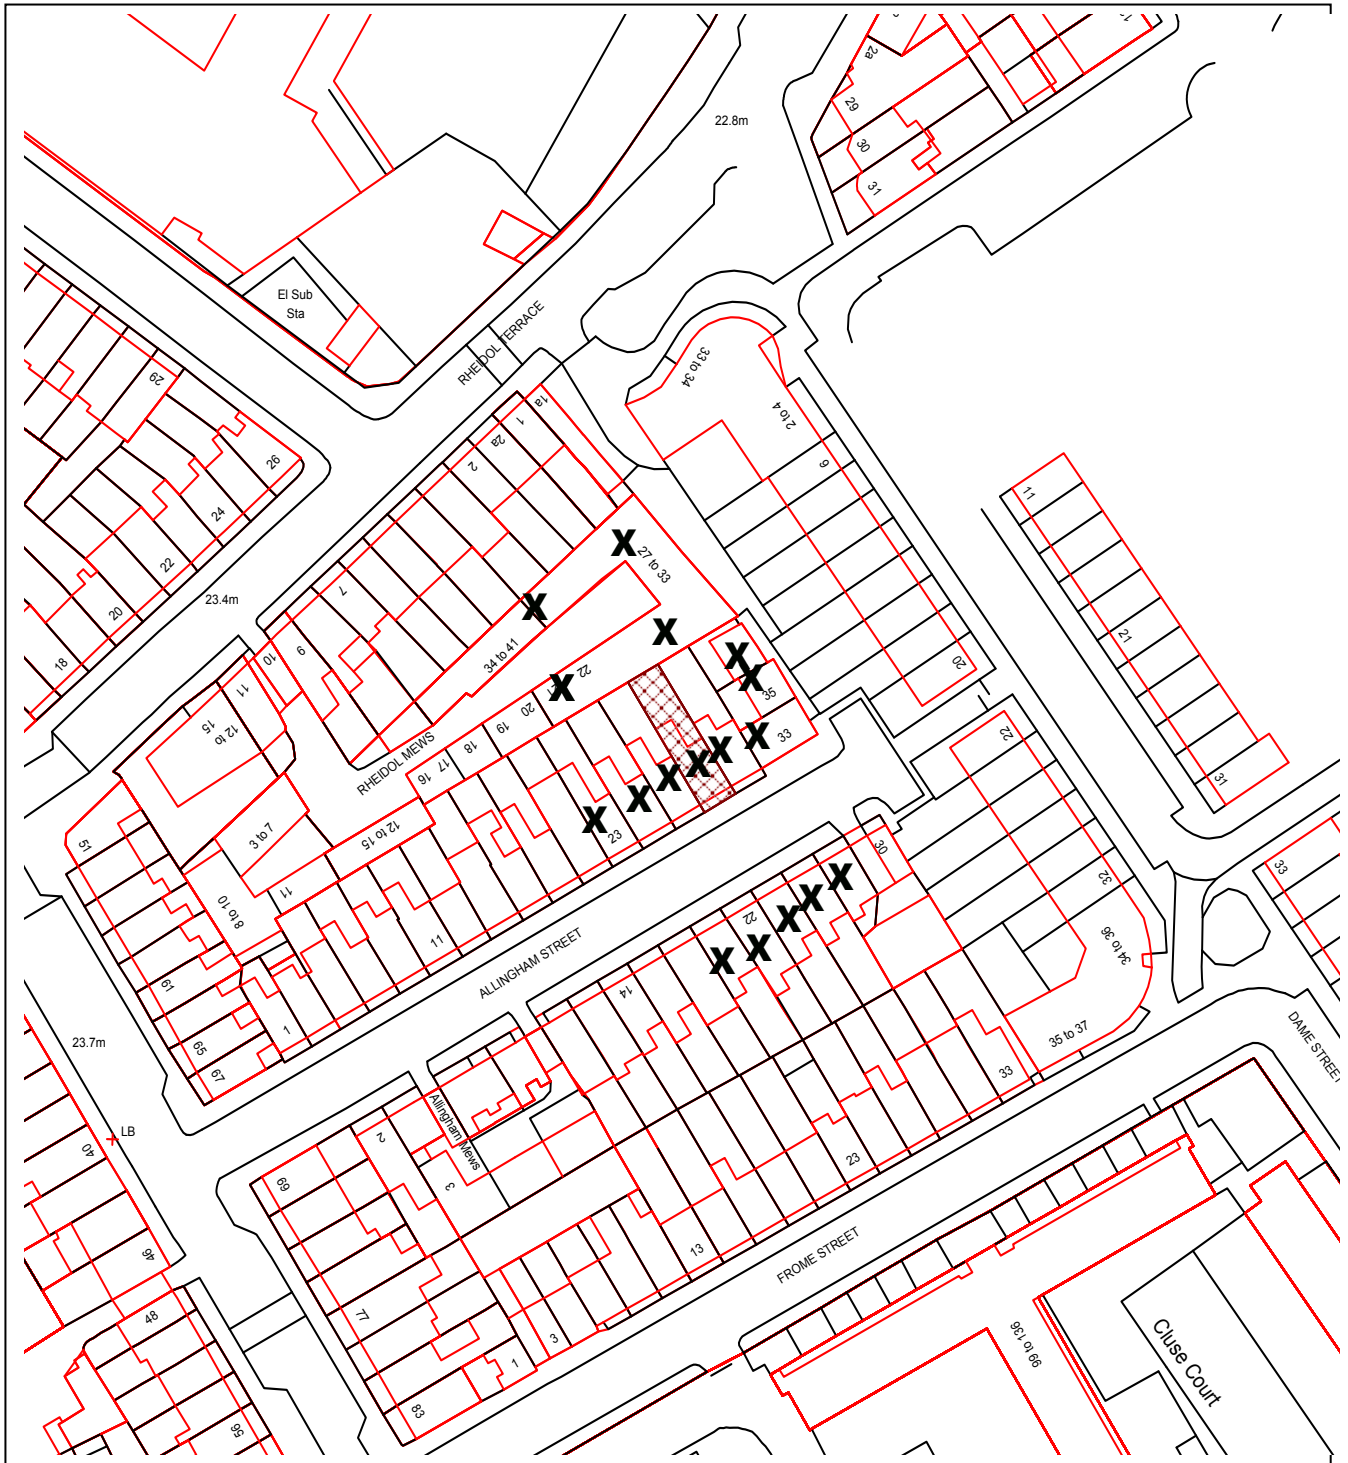 22.8m
2a
29
30
31
El Sub
Sta
RHEIDOL TERRACE
33 to 34
2 to 4
1a
1
2a
2
6
29
26
24
22
20
18
23.4m
7
9
10
11
12 to
15
27 to 33
34 to 41
X
X
X
X
X
X
22
20
19
18
17
16
RHEIDOL MEWS
12 to 15
11
3 to 7
8 to 10
35
33
X
X
X
X
X
X
23
11
1
20
11
21
31
22
32
34 to 36
35 to 37
33
51
61
65
67
23.7m
LB
40
46
48
56
ALLINGHAM STREET
14
22
30
X
X
X
X
X
Allingham Mews
2
3
69
77
83
1
3
13
23
33
FROME STREET
DAME STREET
99 to 136
Cluse Court